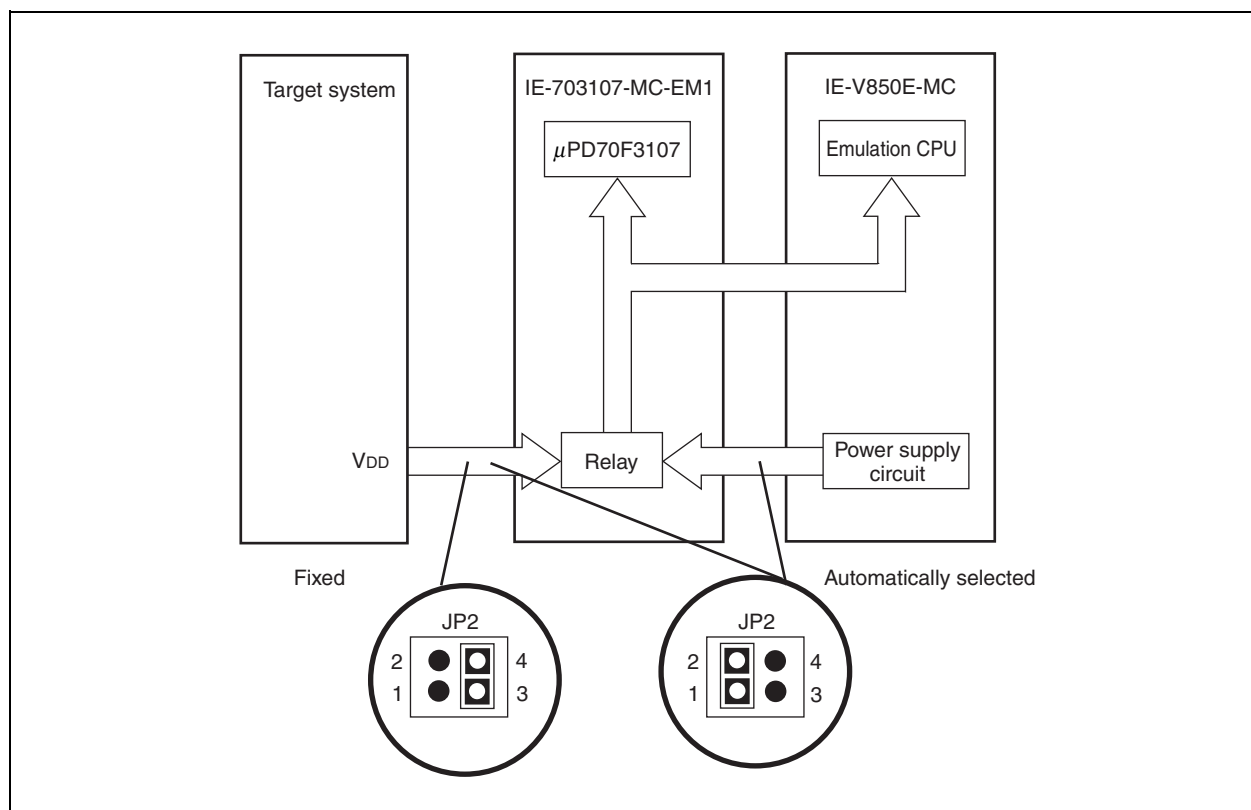 Target system
IE-703107-MC-EM1
IE-V850E-MC
μPD70F3107
Emulation CPU
VDD
Relay
Power supply
circuit
Fixed
Automatically selected
JP2
2 4
1 3
JP2
2 4
1 3